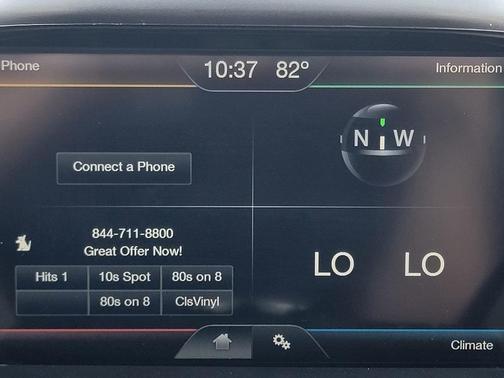 Phone
10:37 82º
Information
N W
Connect a Phone
844-711-8800
Great Offer Now!
Hits 1 10s Spot 80s on 8
80s on 8 ClsVinyl
LO LO
Climate